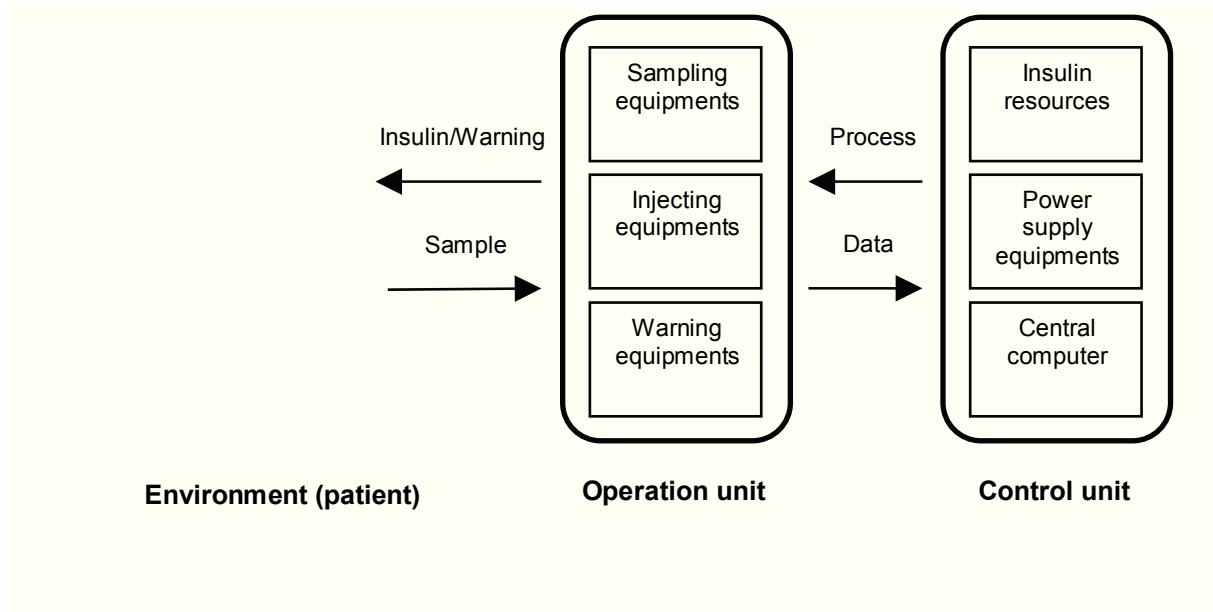 Insulin/Warning
Sample
Sampling
equipments
Injecting
equipments
Warning
equipments
Process
Data
Insulin
resources
Power
supply
equipments
Central
computer
Environment (patient)
Operation unit
Control unit